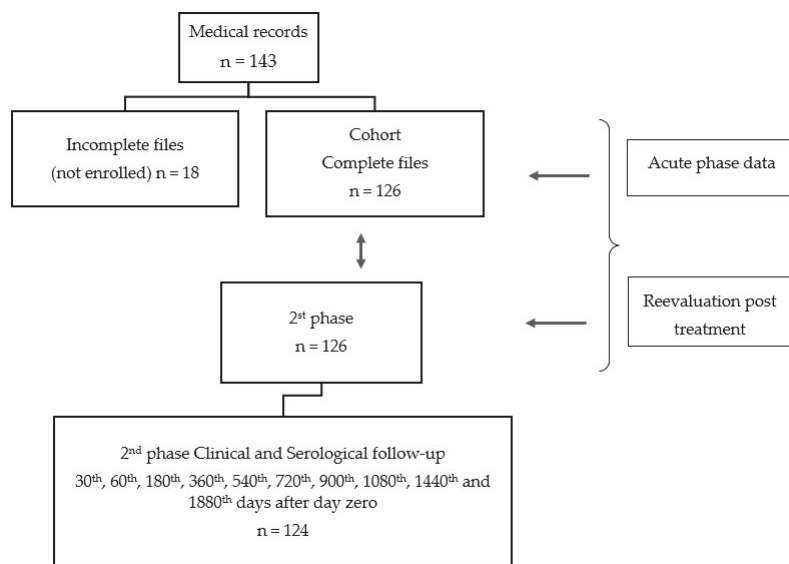 Medical records
n = 143
Incomplete files
(not enrolled) n = 18
Cohort
Complete files
n = 126
Acute phase data
2st phase
n = 126
Reevaluation post
treatment
2nd phase Clinical and Serological follow-up
30th, 60th, 180th, 360th, 540th, 720th, 900th, 1080th, 1440th and
1880th days after day zero
n = 124